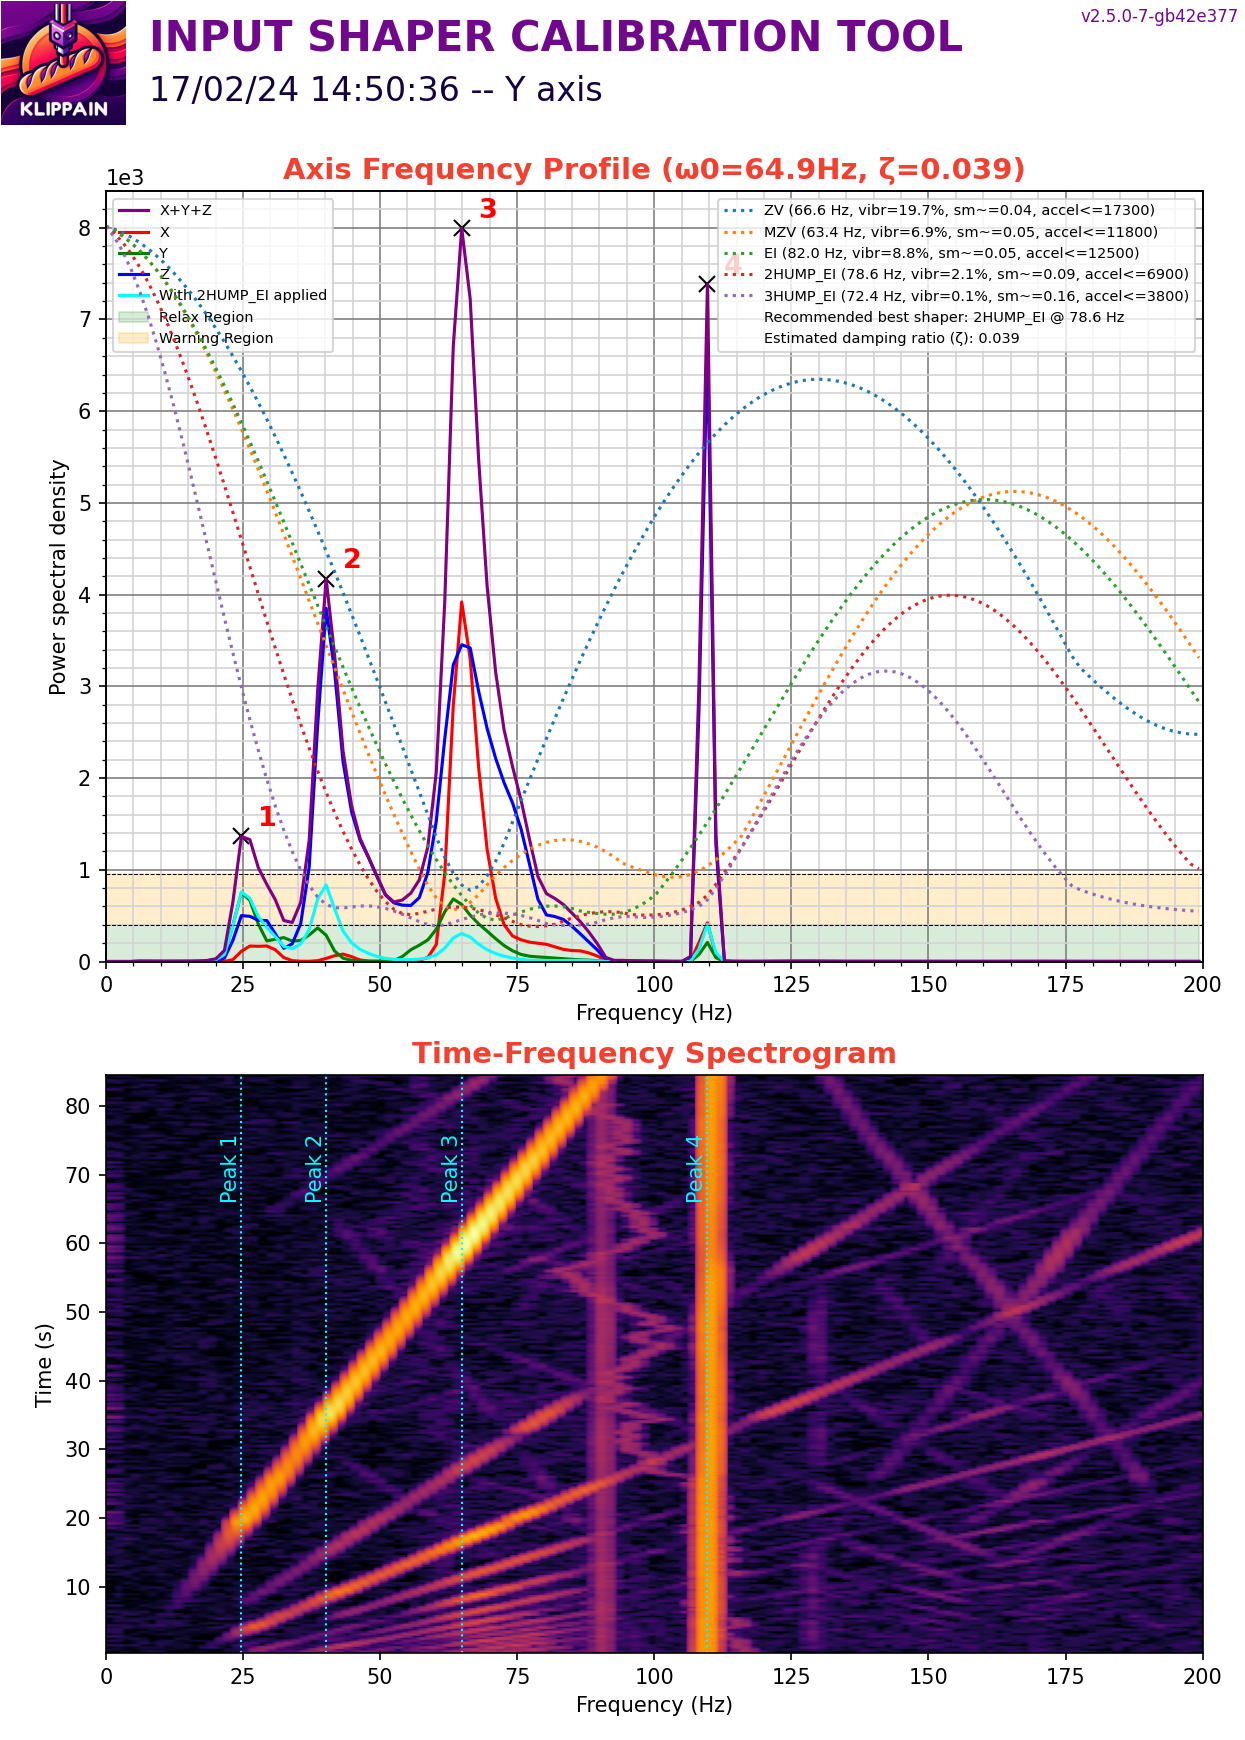 v2.5.0-7-gb42e377
INPUT SHAPER CALIBRATION TOOL
17/02/24 14:50:36 -- Y axis
KLIPPAIN
Axis Frequency Profile (ω0=64.9Hz, ζ=0.039)
1e3
X+Y+Z
X
Y
Z
With 2HUMP_EI applied
Relax Region
Warning Region
ZV (66.6 Hz, vibr=19.7%, sm~=0.04, accel<=17300)
MZV (63.4 Hz, vibr=6.9%, sm~=0.05, accel<=11800)
EI (82.0 Hz, vibr=8.8%, sm~=0.05, accel<=12500)
2HUMP_EI (78.6 Hz, vibr=2.1%, sm~=0.09, accel<=6900)
3HUMP_EI (72.4 Hz, vibr=0.1%, sm~=0.16, accel<=3800)
Recommended best shaper: 2HUMP_EI @ 78.6 Hz
Estimated damping ratio (ζ): 0.039
3
4
2
1
8
7
6
5
4
3
2
1
0
Power spectral density
0 25 50 75 100 125 150 175 200
Frequency (Hz)
Time-Frequency Spectrogram
80
70
60
50
40
30
20
10
Time (s)
Peak 1
Peak 2
Peak 3
Peak 4
0 25 50 75 100 125 150 175 200
Frequency (Hz)